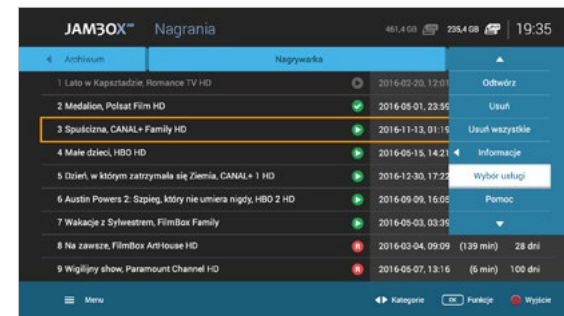 JAMBOX Nagrania 461,4 GB 235,4 GB 19:35
Archiwum Nagrywarka
1 Lato w Kapsztadzie, Romance TV HD 2016-02-20, 12:01 Odtwórz
2 Medalion, Polsat Film HD 2016-05-01, 23:59 Usuń
3 Spuścizna, CANAL+ Family HD 2016-11-13, 01:19 Usuń wszystkie
4 Małe dzieci, HBO HD 2016-05-15, 14:21 Informacje
5 Dzień, w którym zatrzymała się Ziemia, CANAL+ 1 HD 2016-12-30, 17:22 Wybór usługi
6 Austin Powers 2: Szpieg, który nie umiera nigdy, HBO 2 HD 2016-09-09, 16:05 Pomoc
7 Wakacje z Sylwestrem, FilmBox Family 2016-05-03, 03:39
8 Na zawsze, FilmBox ArtHouse HD R 2016-03-04, 09:09 (139 min) 28 dni
9 Wigilijny show, Paramount Channel HD R 2016-05-07, 13:16 (6 min) 100 dni
Menu Kategorie OK Funkcje Wyjście